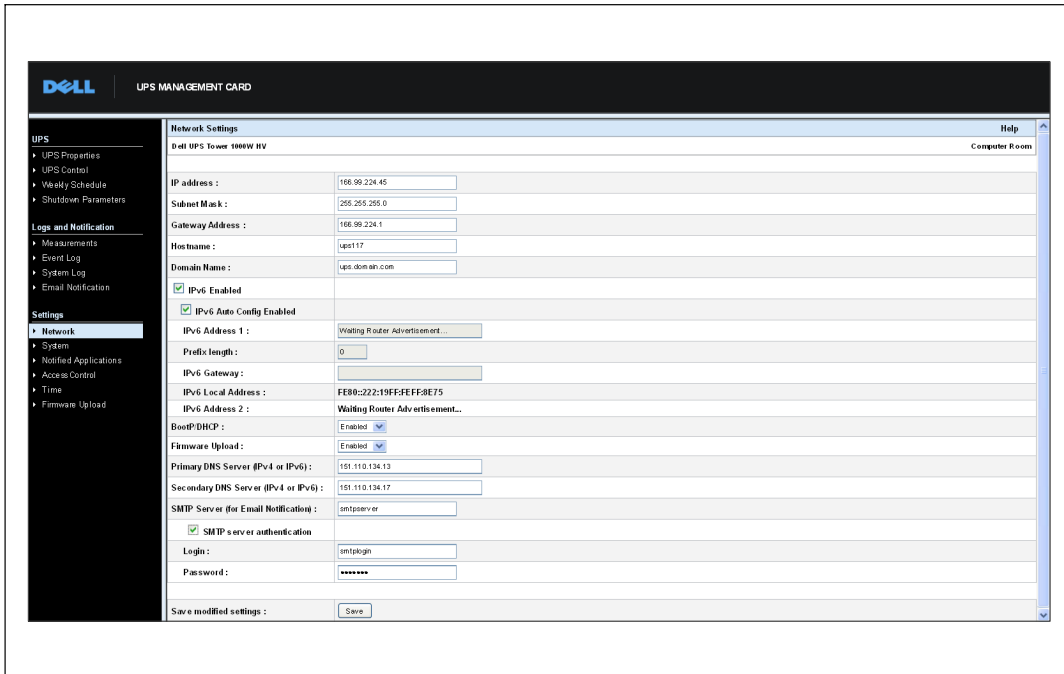 DELL UPS MANAGEMENT CARD
UPS
UPS Properties
UPS Control
Weekly Schedule
Shutdown Parameters
Logs and Notification
Measurements
Event Log
System Log
Email Notification
Settings
Network
System
Notified Applications
Access Control
Time
Firmware Upload
Network Settings Help
Dell UPS Tower 1000W HV Computer Room
IP address : 166.99.224.45
Subnet Mask : 255.255.255.0
Gateway Address : 166.99.224.1
Hostname : ups117
Domain Name : ups.domain.com
IPv6 Enabled
IPv6 Auto Config Enabled
IPv6 Address 1 : Waiting Router Advertisement...
Prefix length : 0
IPv6 Gateway :
IPv6 Local Address : FE80::222:19FF:FEFF:8E75
IPv6 Address 2 : Waiting Router Advertisement...
BootP/DHCP : Enabled
Firmware Upload : Enabled
Primary DNS Server (IPv4 or IPv6) : 151.110.134.13
Secondary DNS Server (IPv4 or IPv6) : 151.110.134.17
SMTP Server (for Email Notification) : smtpserver
SMTP server authentication
Login : smtplogin
Password : •••••••
Save modified settings : Save